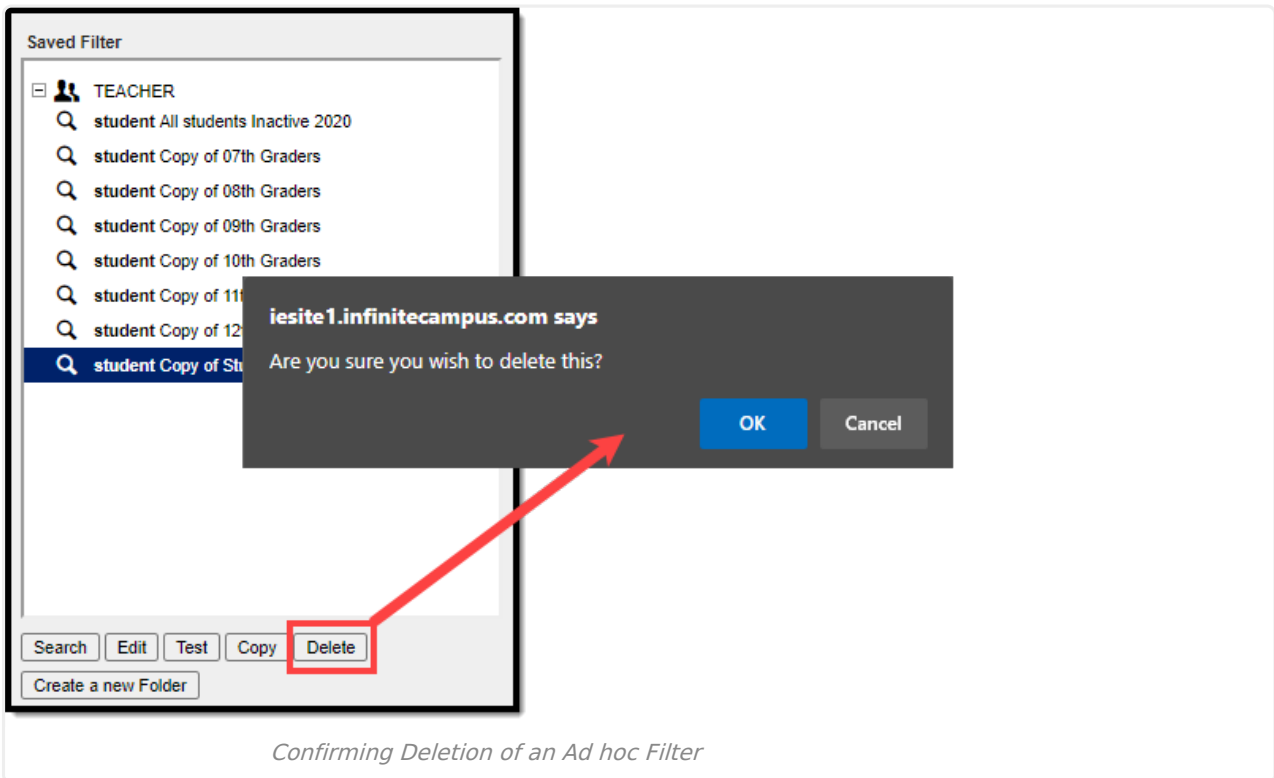 Saved Filter
TEACHER
student All students Inactive 2020
student Copy of 07th Graders
student Copy of 08th Graders
student Copy of 09th Graders
student Copy of 10th Graders
student Copy of 11
student Copy of 12
student Copy of
iesite1.infinitecampus.com says
Are you sure you wish to delete this?
OK Cancel
Search Edit Test Copy Delete
Create a new Folder
Confirming Deletion of an Ad hoc Filter